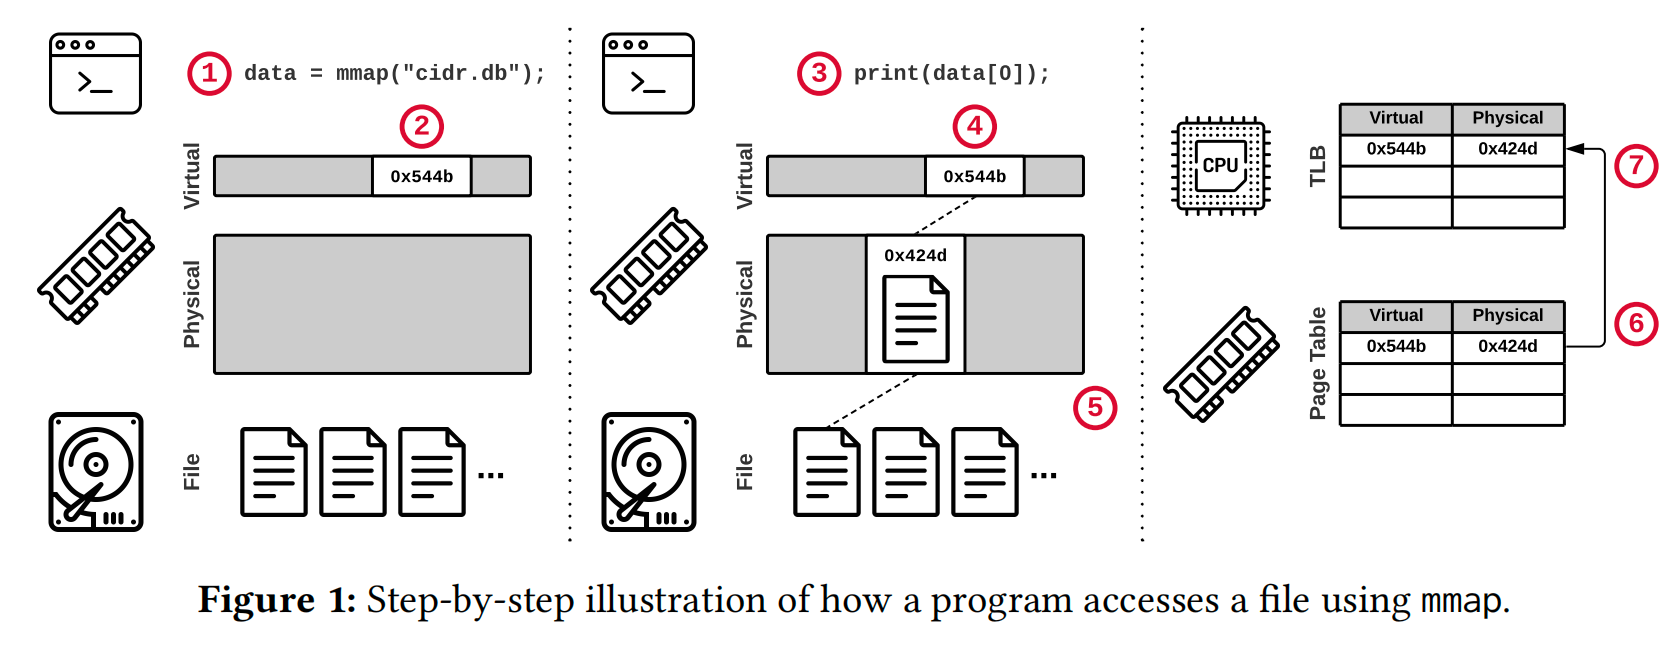 1 data = mmap("cidr.db");
2
Virtual
0x544b
Physical
File
...
3 print(data[0]);
4
Virtual
0x544b
Physical
0x424d
5
File
...
CPU
TLB
Virtual Physical
0x544b 0x424d
7
Page Table
Virtual Physical
0x544b 0x424d
6
Figure 1: Step-by-step illustration of how a program accesses a file using mmap.